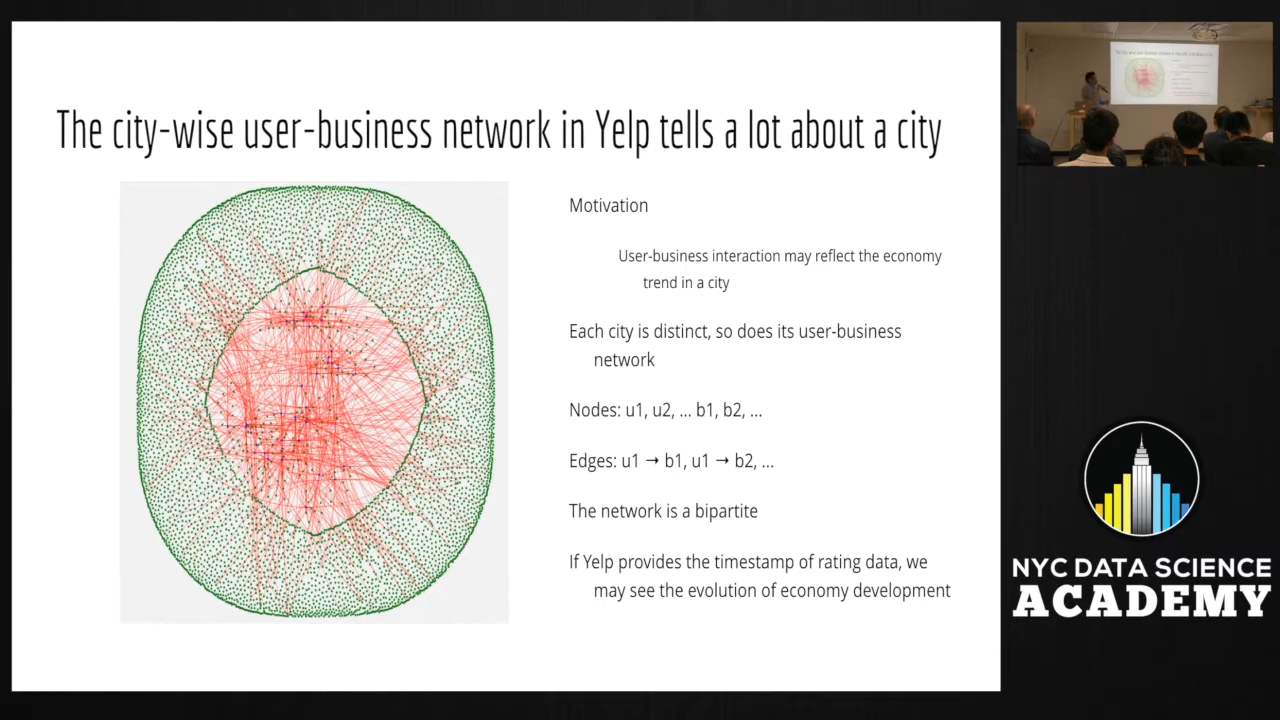 The city-wise user-business network in Yelp tells a lot about a city
Motivation
User-business interaction may reflect the economy
trend in a city
Each city is distinct, so does its user-business
network
Nodes: u1, u2, ... b1, b2, ...
Edges: u1 → b1, u1 → b2, ...
The network is a bipartite
If Yelp provides the timestamp of rating data, we
may see the evolution of economy development
NYC DATA SCIENCE
ACADEMY